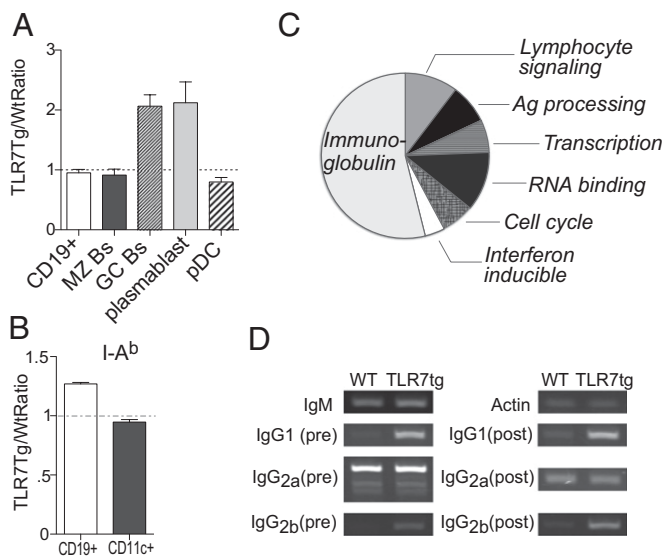 A
TLR7Tg/WtRatio
3
2
1
0
CD19+
MZ Bs
GC Bs
plasmablast
pDC
B
I-Ab
TLR7Tg/WtRatio
1.5
1
.5
0
CD19+
CD11c+
C
Lymphocyte
signaling
Ag processing
Transcription
RNA binding
Cell cycle
Interferon
inducible
Immuno-
globulin
D
WT TLR7tg
IgM
IgG1 (pre)
IgG2a(pre)
IgG2b(pre)
WT TLR7tg
Actin
IgG1(post)
IgG2a(post)
IgG2b(post)